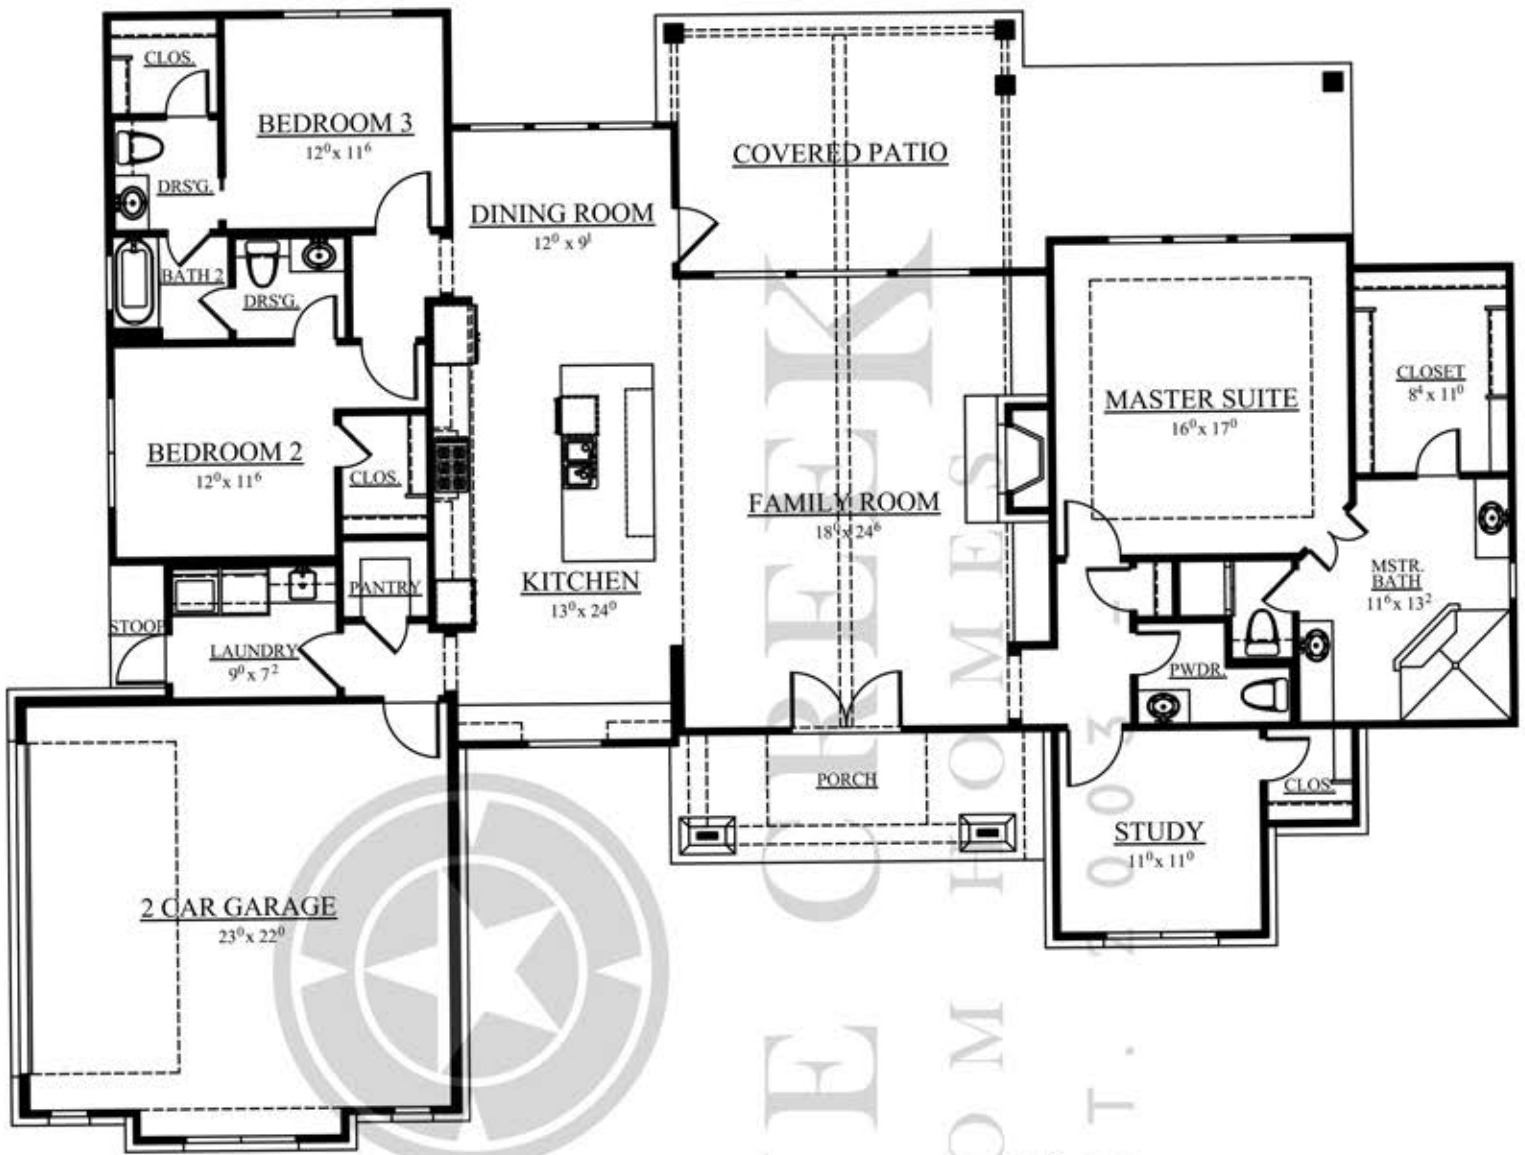 CLOS.
BEDROOM 3
12⁰ x 11⁶
DRS'G.
BATH 2
DRS'G.
DINING ROOM
12⁰ x 9¹
COVERED PATIO
BEDROOM 2
12⁰ x 11⁶
CLOS.
PANTRY
KITCHEN
13⁰ x 24⁰
FAMILY ROOM
18⁰ x 24⁶
MASTER SUITE
16⁰ x 17⁰
CLOSET
8⁴ x 11⁰
MSTR.
BATH
11⁶ x 13²
STOOP
LAUNDRY
9⁰ x 7²
PWDR.
PORCH
CLOS.
STUDY
11⁰ x 11⁰
2 CAR GARAGE
23⁰ x 22⁰
CREEK
HOMES